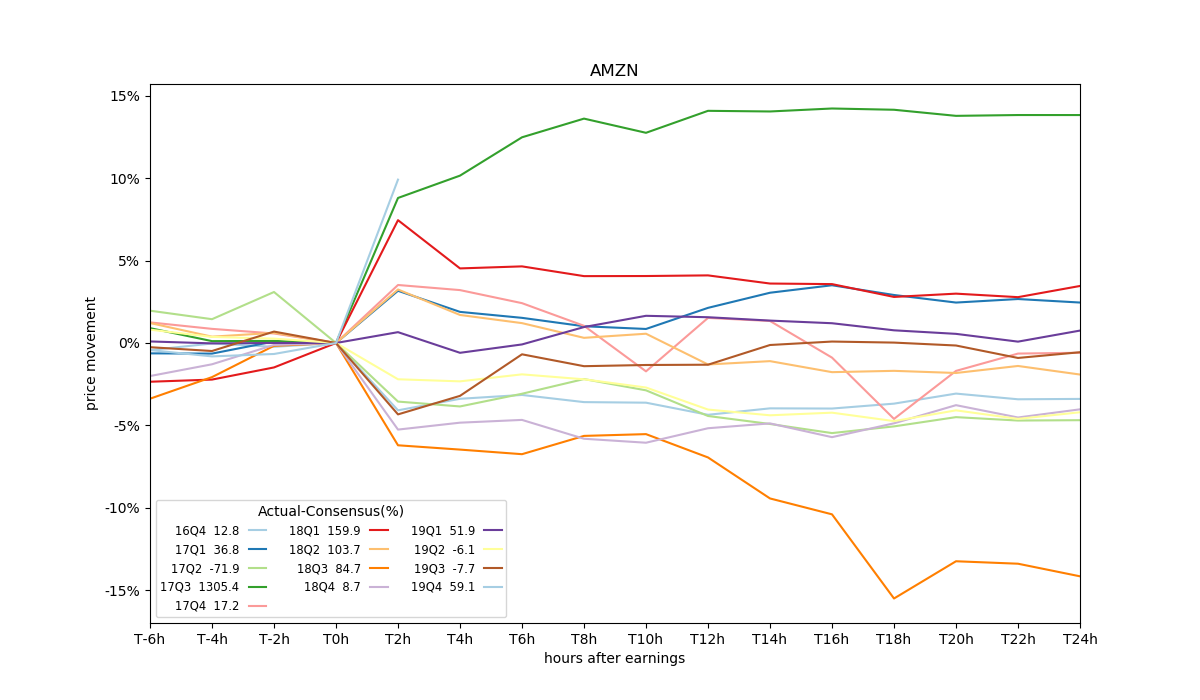 AMZN
15%
10%
5%
0%
-5%
-10%
-15%
price movement
Actual-Consensus(%)
16Q4 12.8
17Q1 36.8
17Q2 -71.9
17Q3 1305.4
17Q4 17.2
18Q1 159.9
18Q2 103.7
18Q3 84.7
18Q4 8.7
19Q1 51.9
19Q2 -6.1
19Q3 -7.7
19Q4 59.1
T-6h T-4h T-2h T0h T2h T4h T6h T8h T10h T12h T14h T16h T18h T20h T22h T24h
hours after earnings